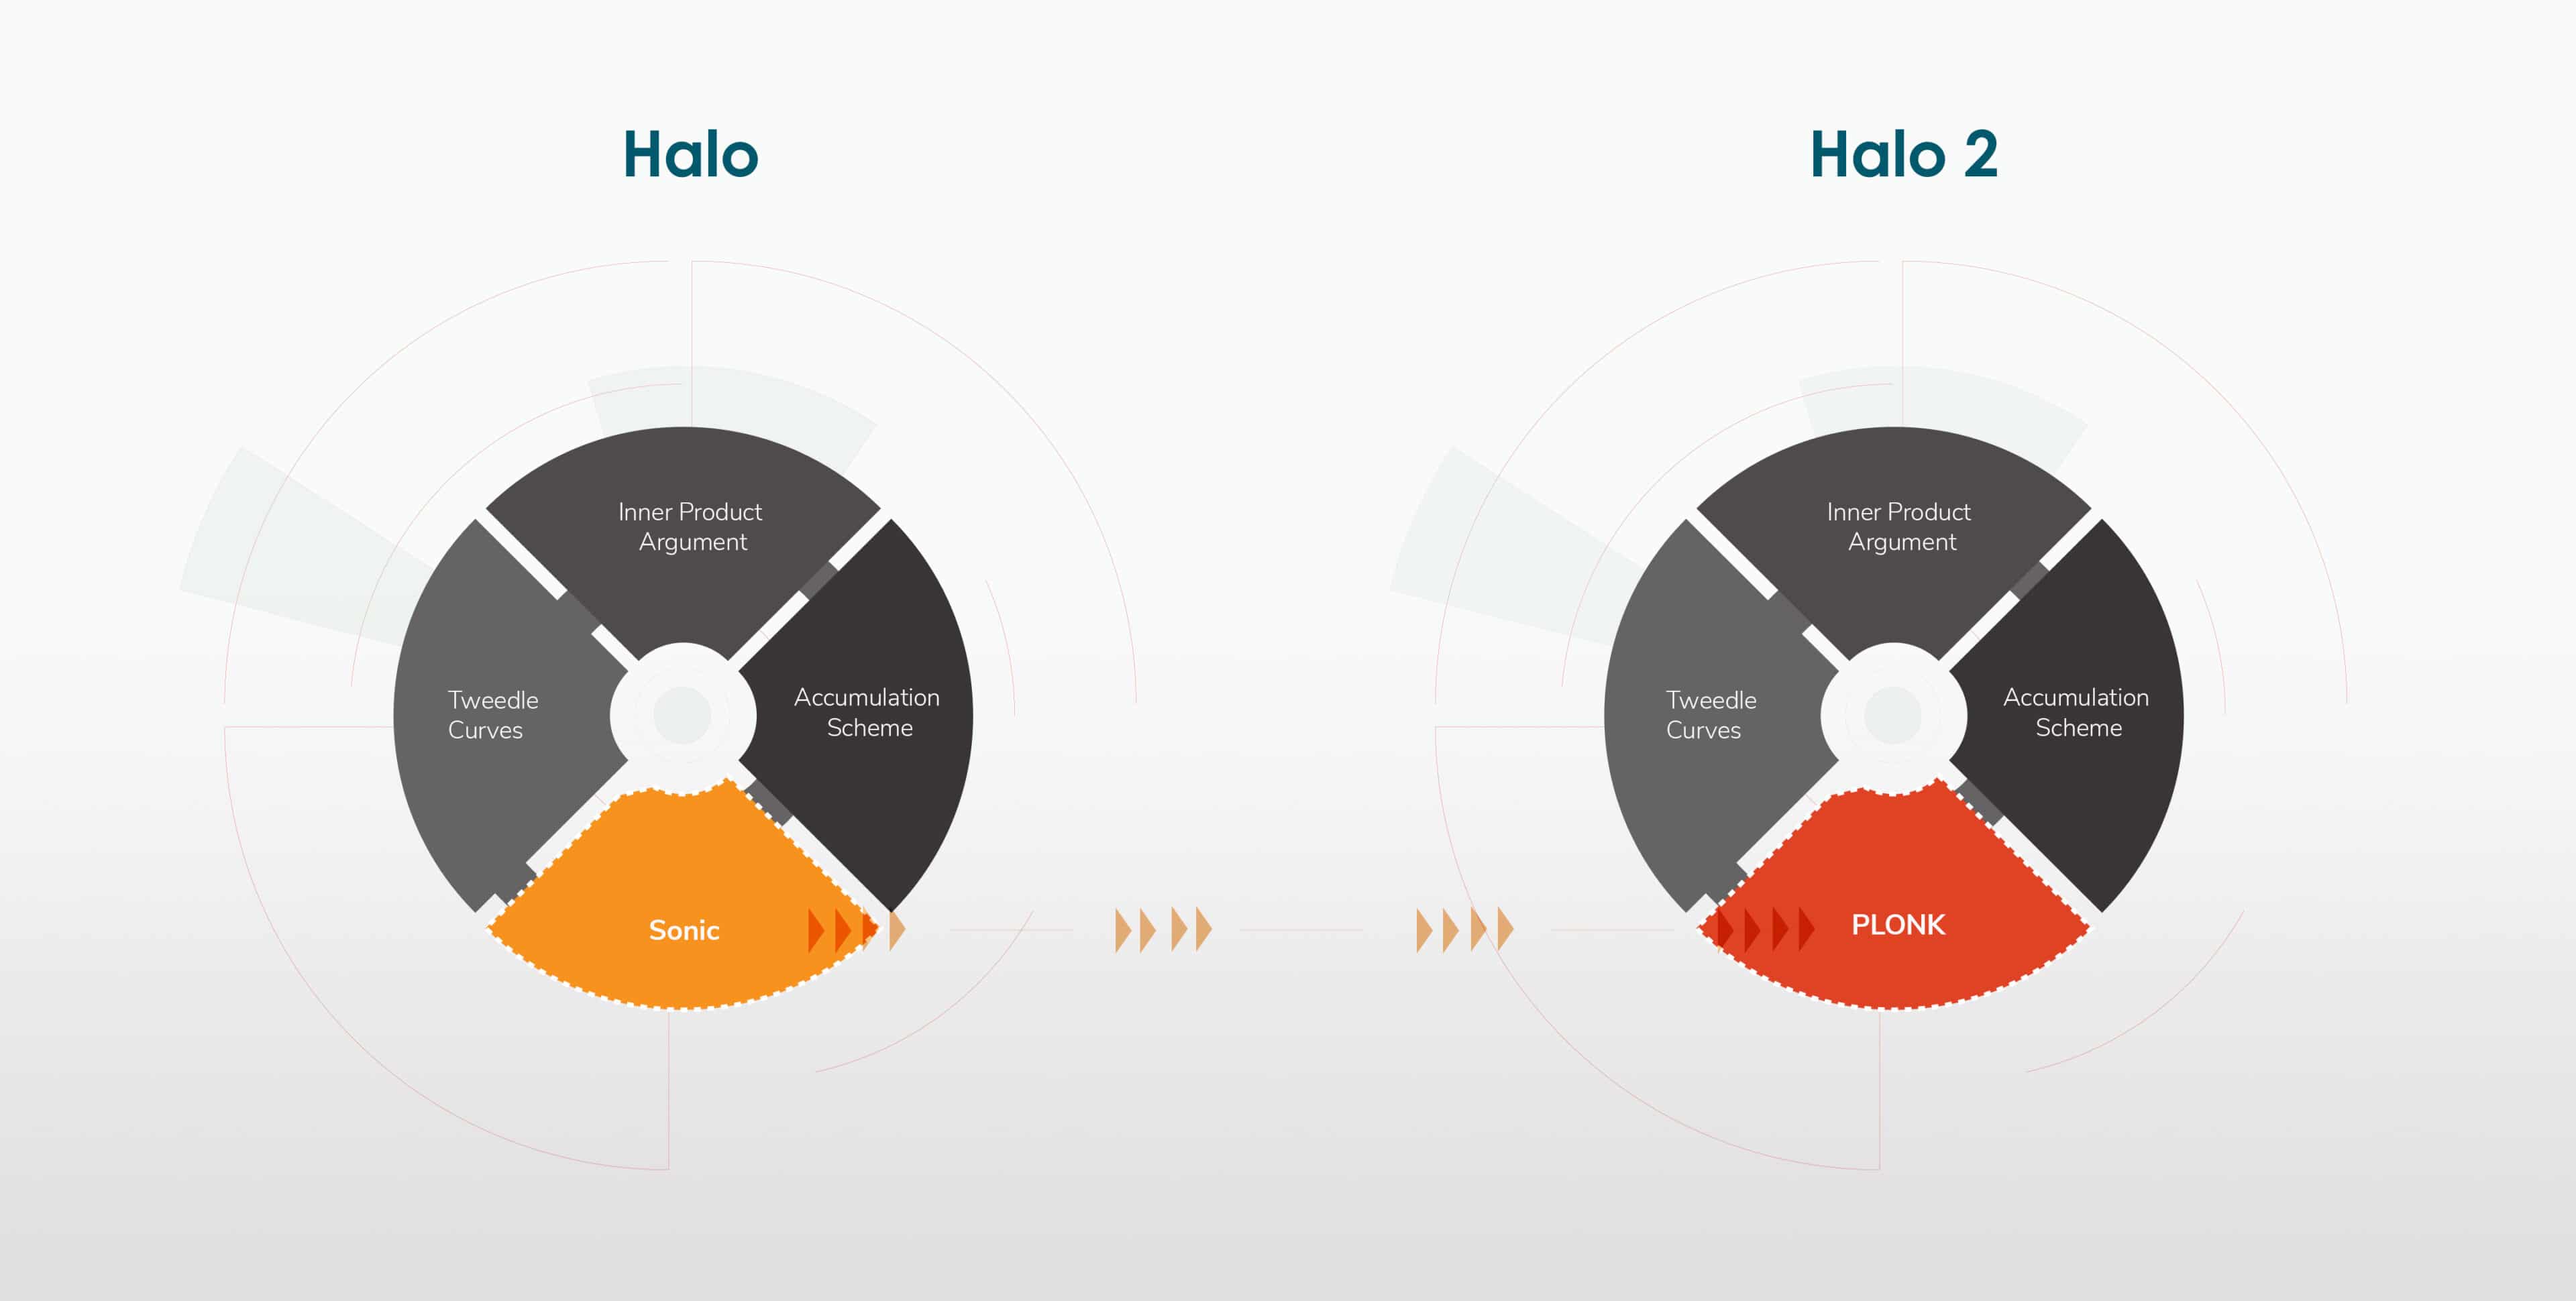 Halo
Inner Product
Argument
Tweedle
Curves
Accumulation
Scheme
Sonic
Halo 2
Inner Product
Argument
Tweedle
Curves
Accumulation
Scheme
PLONK